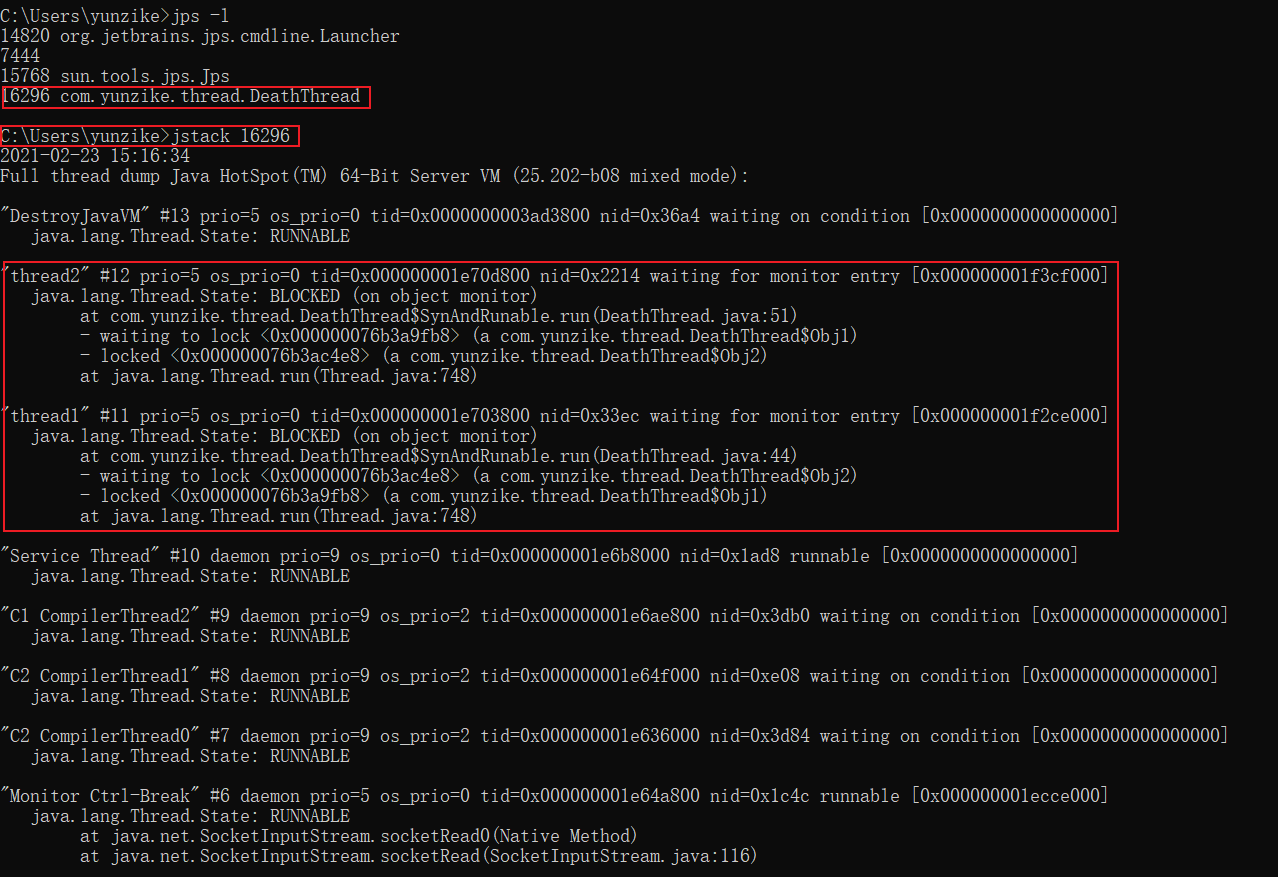 C:\Users\yunzike>jps -l
14820 org.jetbrains.jps.cmdline.Launcher
7444
15768 sun.tools.jps.Jps
16296 com.yunzike.thread.DeathThread
C:\Users\yunzike>jstack 16296
2021-02-23 15:16:34
Full thread dump Java HotSpot(TM) 64-Bit Server VM (25.202-b08 mixed mode):
"DestroyJavaVM" #13 prio=5 os_prio=0 tid=0x0000000003ad3800 nid=0x36a4 waiting on condition [0x0000000000000000]
   java.lang.Thread.State: RUNNABLE
"thread2" #12 prio=5 os_prio=0 tid=0x000000001e70d800 nid=0x2214 waiting for monitor entry [0x000000001f3cf000]
   java.lang.Thread.State: BLOCKED (on object monitor)
        at com.yunzike.thread.DeathThread$SynAndRunable.run(DeathThread.java:51)
        - waiting to lock <0x000000076b3a9fb8> (a com.yunzike.thread.DeathThread$Obj1)
        - locked <0x000000076b3ac4e8> (a com.yunzike.thread.DeathThread$Obj2)
        at java.lang.Thread.run(Thread.java:748)
"thread1" #11 prio=5 os_prio=0 tid=0x000000001e703800 nid=0x33ec waiting for monitor entry [0x000000001f2ce000]
   java.lang.Thread.State: BLOCKED (on object monitor)
        at com.yunzike.thread.DeathThread$SynAndRunable.run(DeathThread.java:44)
        - waiting to lock <0x000000076b3ac4e8> (a com.yunzike.thread.DeathThread$Obj2)
        - locked <0x000000076b3a9fb8> (a com.yunzike.thread.DeathThread$Obj1)
        at java.lang.Thread.run(Thread.java:748)
"Service Thread" #10 daemon prio=9 os_prio=0 tid=0x000000001e6b8000 nid=0x1ad8 runnable [0x0000000000000000]
   java.lang.Thread.State: RUNNABLE
"C1 CompilerThread2" #9 daemon prio=9 os_prio=2 tid=0x000000001e6ae800 nid=0x3db0 waiting on condition [0x0000000000000000]
   java.lang.Thread.State: RUNNABLE
"C2 CompilerThread1" #8 daemon prio=9 os_prio=2 tid=0x000000001e64f000 nid=0xe08 waiting on condition [0x0000000000000000]
   java.lang.Thread.State: RUNNABLE
"C2 CompilerThread0" #7 daemon prio=9 os_prio=2 tid=0x000000001e636000 nid=0x3d84 waiting on condition [0x0000000000000000]
   java.lang.Thread.State: RUNNABLE
"Monitor Ctrl-Break" #6 daemon prio=5 os_prio=0 tid=0x000000001e64a800 nid=0x1c4c runnable [0x000000001ecce000]
   java.lang.Thread.State: RUNNABLE
        at java.net.SocketInputStream.socketRead0(Native Method)
        at java.net.SocketInputStream.socketRead(SocketInputStream.java:116)